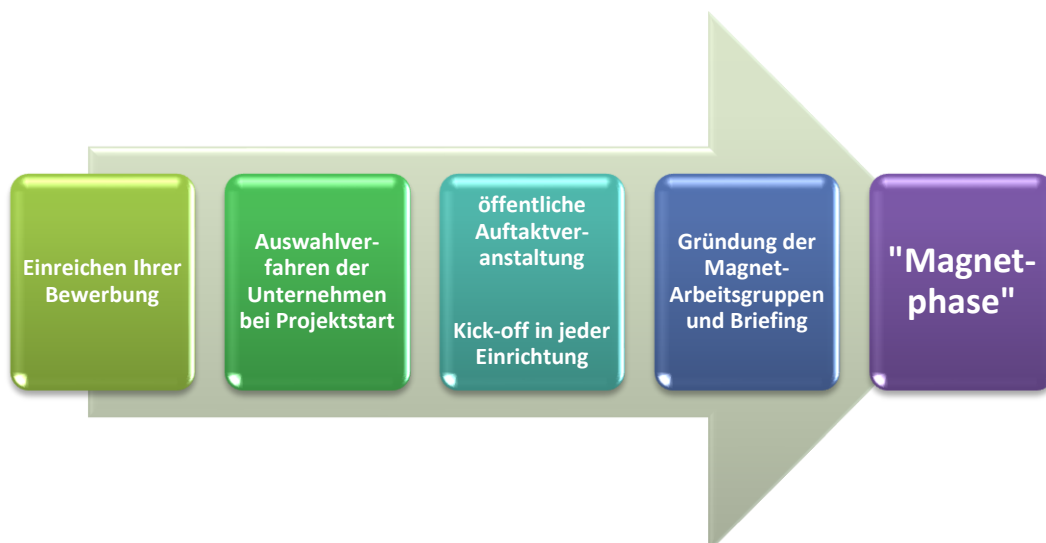 Einreichen Ihrer
Bewerbung
Auswahlver-
fahren der
Unternehmen
bei Projektstart
öffentliche
Auftaktver-
anstaltung
Kick-off in jeder
Einrichtung
Gründung der
Magnet-
Arbeitsgruppen
und Briefing
"Magnet-
phase"